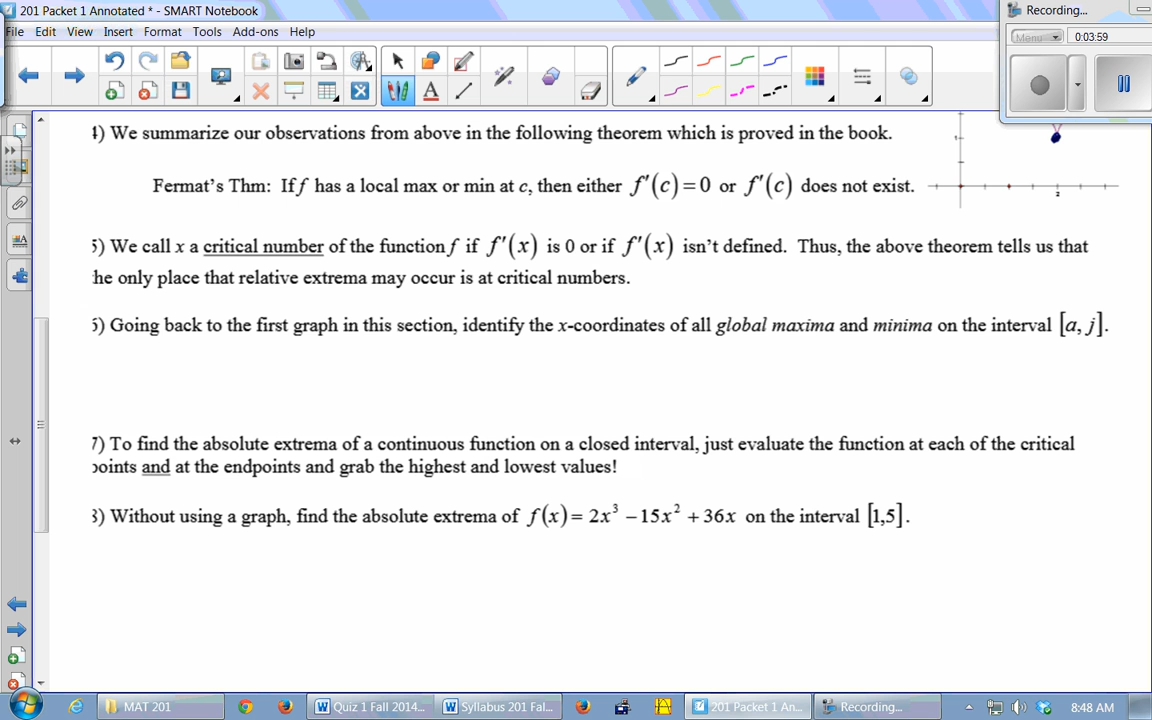 201 Packet 1 Annotated * - SMART Notebook
Recording...
File Edit View Insert Format Tools Add-ons Help
Menu
0:03:59
4) We summarize our observations from above in the following theorem which is proved in the book.
Fermat's Thm: If f has a local max or min at c, then either f′(c) = 0 or f′(c) does not exist.
2
5) We call x a critical number of the function f if f′(x) is 0 or if f′(x) isn't defined. Thus, the above theorem tells us that
he only place that relative extrema may occur is at critical numbers.
5) Going back to the first graph in this section, identify the x-coordinates of all global maxima and minima on the interval [a, j].
7) To find the absolute extrema of a continuous function on a closed interval, just evaluate the function at each of the critical
points and at the endpoints and grab the highest and lowest values!
3) Without using a graph, find the absolute extrema of f(x) = 2x³ − 15x² + 36x on the interval [1,5].
MAT 201
Quiz 1 Fall 2014...
Syllabus 201 Fal...
201 Packet 1 An...
Recording...
8:48 AM